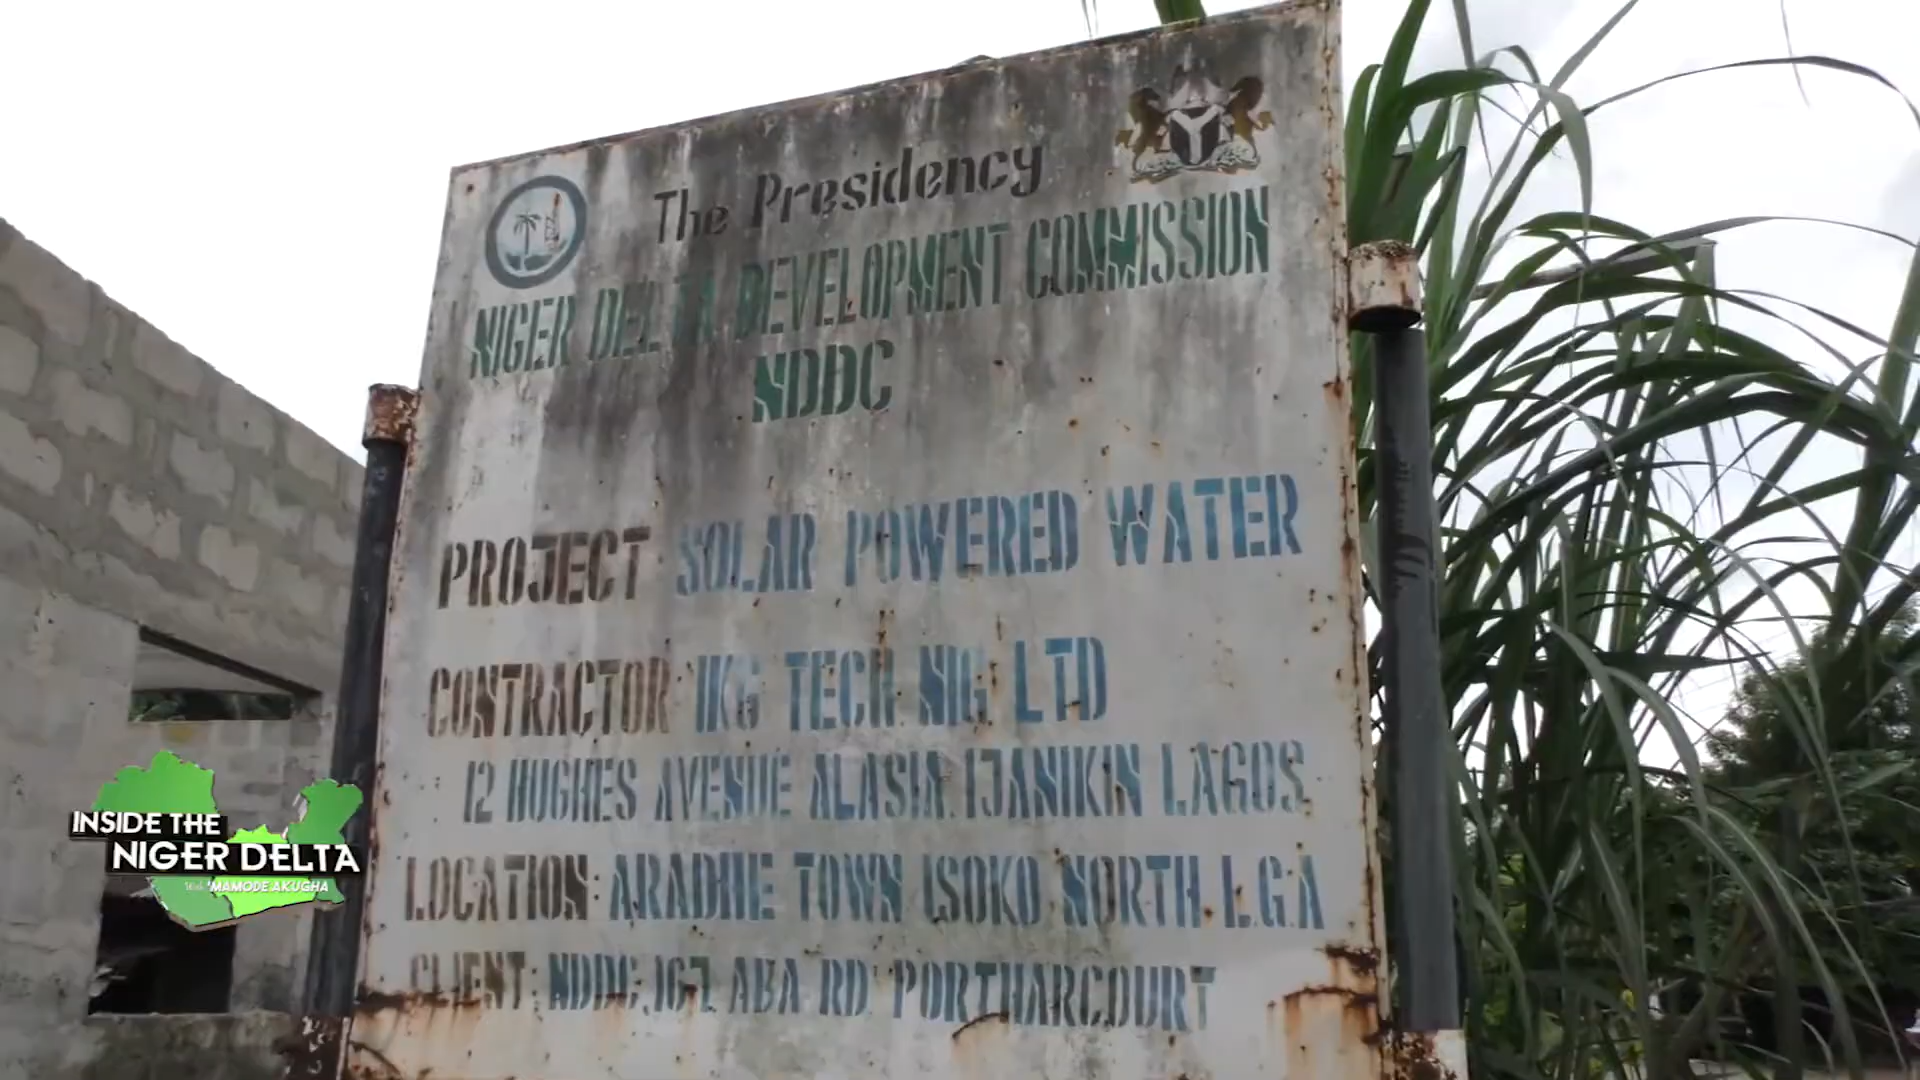 The Presidency
NIGER DELTA DEVELOPMENT COMMISSION
NDDC
PROJECT SOLAR POWERED WATER
CONTRACTOR: IKG TECH. NIG. LTD
12 HUGHES AVENUE ALASIA. IJANIKIN LAGOS.
LOCATION: ARADHE TOWN ISOKO NORTH L.G.A
CLIENT: NDDC, 167, ABA RD. PORTHARCOURT
INSIDE THE
NIGER DELTA
With 'MAMODE AKUGHA